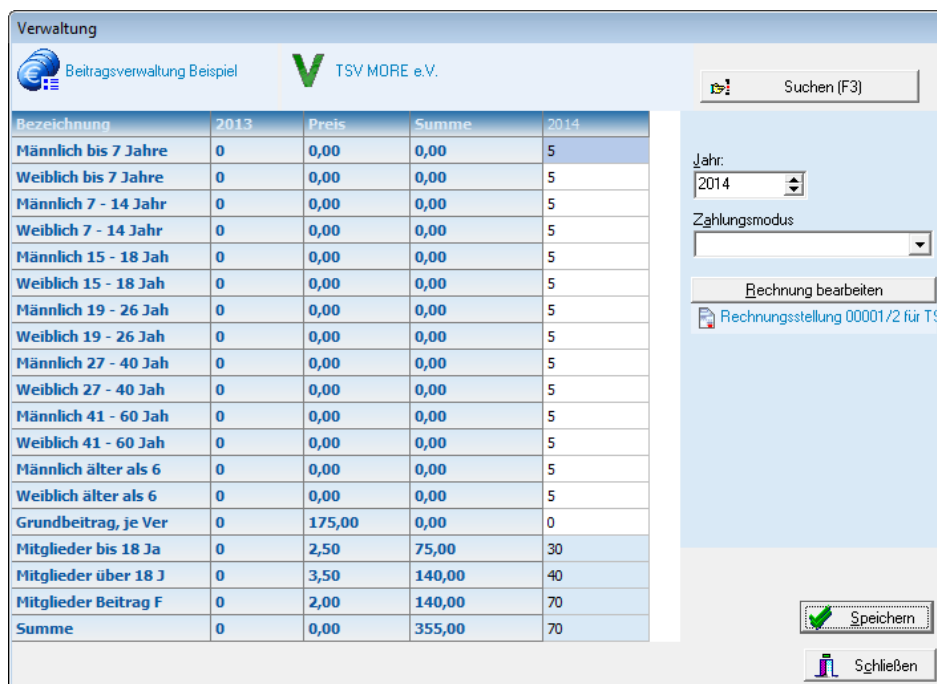 Verwaltung
Beitragsverwaltung Beispiel
TSV MORE e.V.
Suchen (F3)
Bezeichnung 2013 Preis Summe 2014
Männlich bis 7 Jahre 0 0,00 0,00 5
Weiblich bis 7 Jahre 0 0,00 0,00 5
Männlich 7 - 14 Jahr 0 0,00 0,00 5
Weiblich 7 - 14 Jahr 0 0,00 0,00 5
Männlich 15 - 18 Jah 0 0,00 0,00 5
Weiblich 15 - 18 Jah 0 0,00 0,00 5
Männlich 19 - 26 Jah 0 0,00 0,00 5
Weiblich 19 - 26 Jah 0 0,00 0,00 5
Männlich 27 - 40 Jah 0 0,00 0,00 5
Weiblich 27 - 40 Jah 0 0,00 0,00 5
Männlich 41 - 60 Jah 0 0,00 0,00 5
Weiblich 41 - 60 Jah 0 0,00 0,00 5
Männlich älter als 6 0 0,00 0,00 5
Weiblich älter als 6 0 0,00 0,00 5
Grundbeitrag, je Ver 0 175,00 0,00 0
Mitglieder bis 18 Ja 0 2,50 75,00 30
Mitglieder über 18 J 0 3,50 140,00 40
Mitglieder Beitrag F 0 2,00 140,00 70
Summe 0 0,00 355,00 70
Jahr:
2014
Zahlungsmodus
Rechnung bearbeiten
Rechnungsstellung 00001/2 für TS
Speichern
Schließen